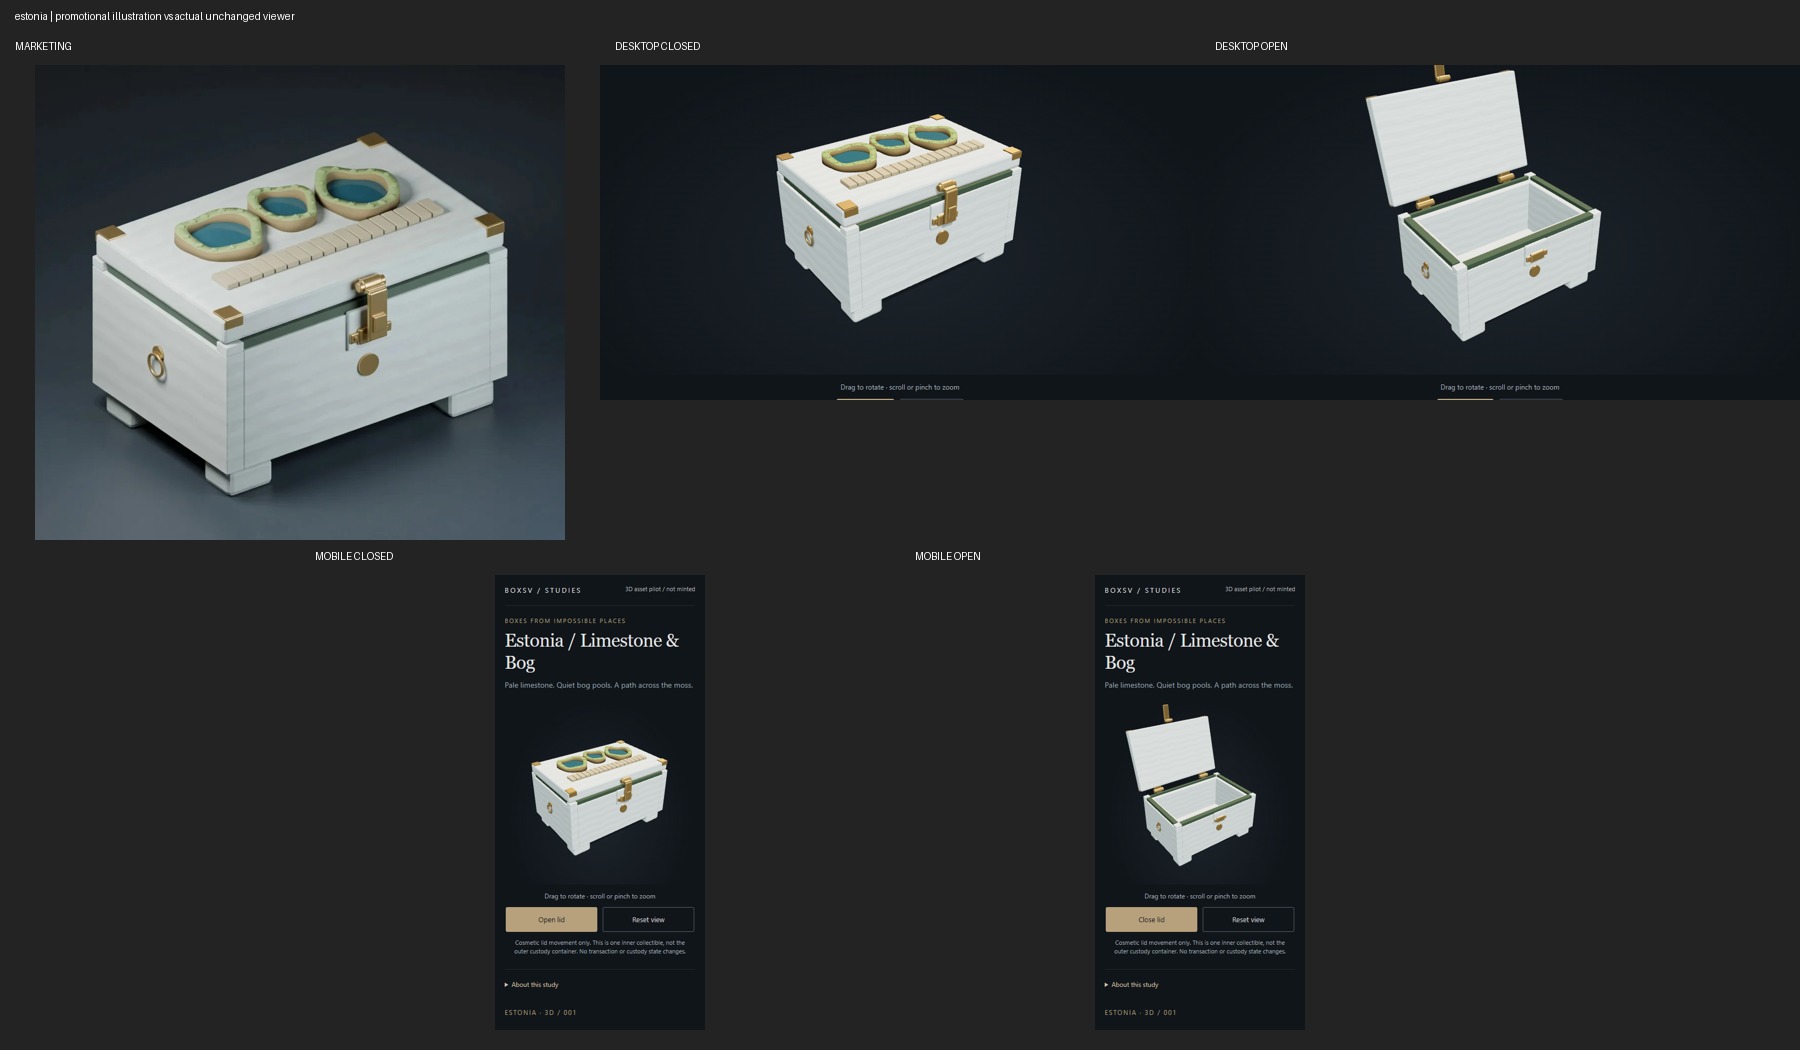 estonia | promotional illustration vs actual unchanged viewer
MARKETING
DESKTOP CLOSED
DESKTOP OPEN
Drag to rotate · scroll or pinch to zoom
Drag to rotate · scroll or pinch to zoom
MOBILE CLOSED
MOBILE OPEN
BOXSV / STUDIES
3D asset pilot / not minted
BOXES FROM IMPOSSIBLE PLACES
Estonia / Limestone &
Bog
Pale limestone. Quiet bog pools. A path across the moss.
Drag to rotate · scroll or pinch to zoom
Open lid
Reset view
Cosmetic lid movement only. This is one inner collectible, not the
outer custody container. No transaction or custody state changes.
▶ About this study
ESTONIA · 3D / 001
BOXSV / STUDIES
3D asset pilot / not minted
BOXES FROM IMPOSSIBLE PLACES
Estonia / Limestone &
Bog
Pale limestone. Quiet bog pools. A path across the moss.
Drag to rotate · scroll or pinch to zoom
Close lid
Reset view
Cosmetic lid movement only. This is one inner collectible, not the
outer custody container. No transaction or custody state changes.
▶ About this study
ESTONIA · 3D / 001